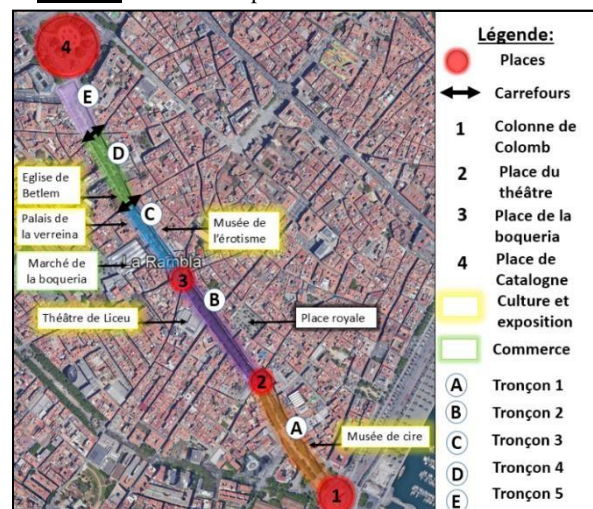 4
E
D
Eglise de
Betlem
C
Palais de
la verreina
Musée de
l'érotisme
Marché de
la boqueria
La Rambla
3
B
Théâtre de Liceu
Place royale
2
A
Musée de cire
1
Légende:
Places
Carrefours
1 Colonne de
Colomb
2 Place du
théâtre
3 Place de la
boqueria
4 Place de
Catalogne
Culture et
exposition
Commerce
A Tronçon 1
B Tronçon 2
C Tronçon 3
D Tronçon 4
E Tronçon 5